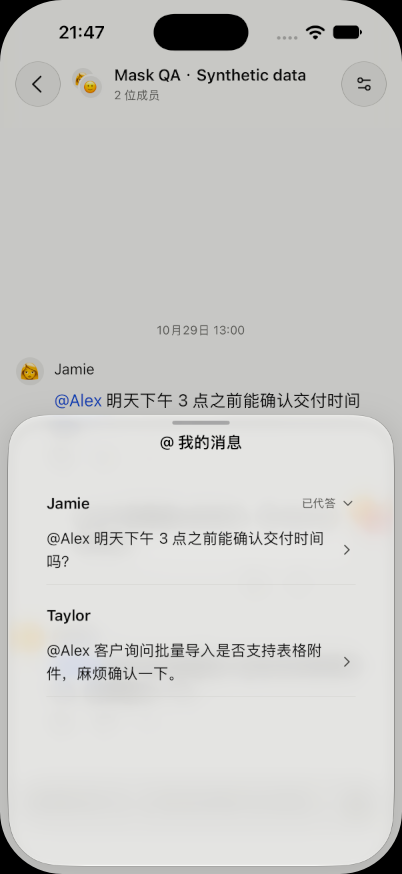 21:47
Mask QA · Synthetic data
2 位成员
10月29日 13:00
Jamie
@Alex 明天下午 3 点之前能确认交付时间
@ 我的消息
Jamie
已代答
@Alex 明天下午 3 点之前能确认交付时间
吗?
Taylor
@Alex 客户询问批量导入是否支持表格附
件，麻烦确认一下。